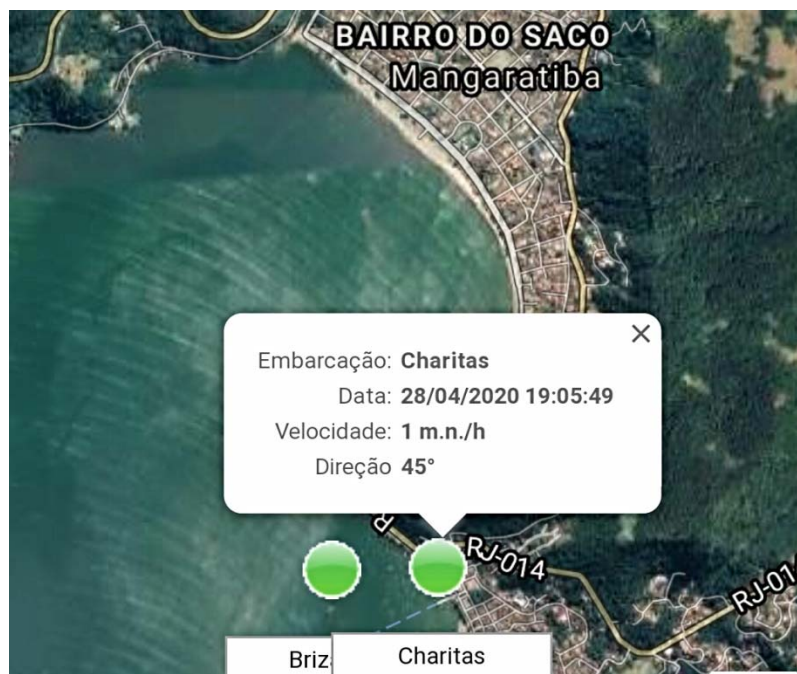 BAIRRO DO SACO
Mangaratiba
Embarcação: Charitas
Data: 28/04/2020 19:05:49
Velocidade: 1 m.n./h
Direção 45°
R
RJ-014
RJ-01
Briz
Charitas